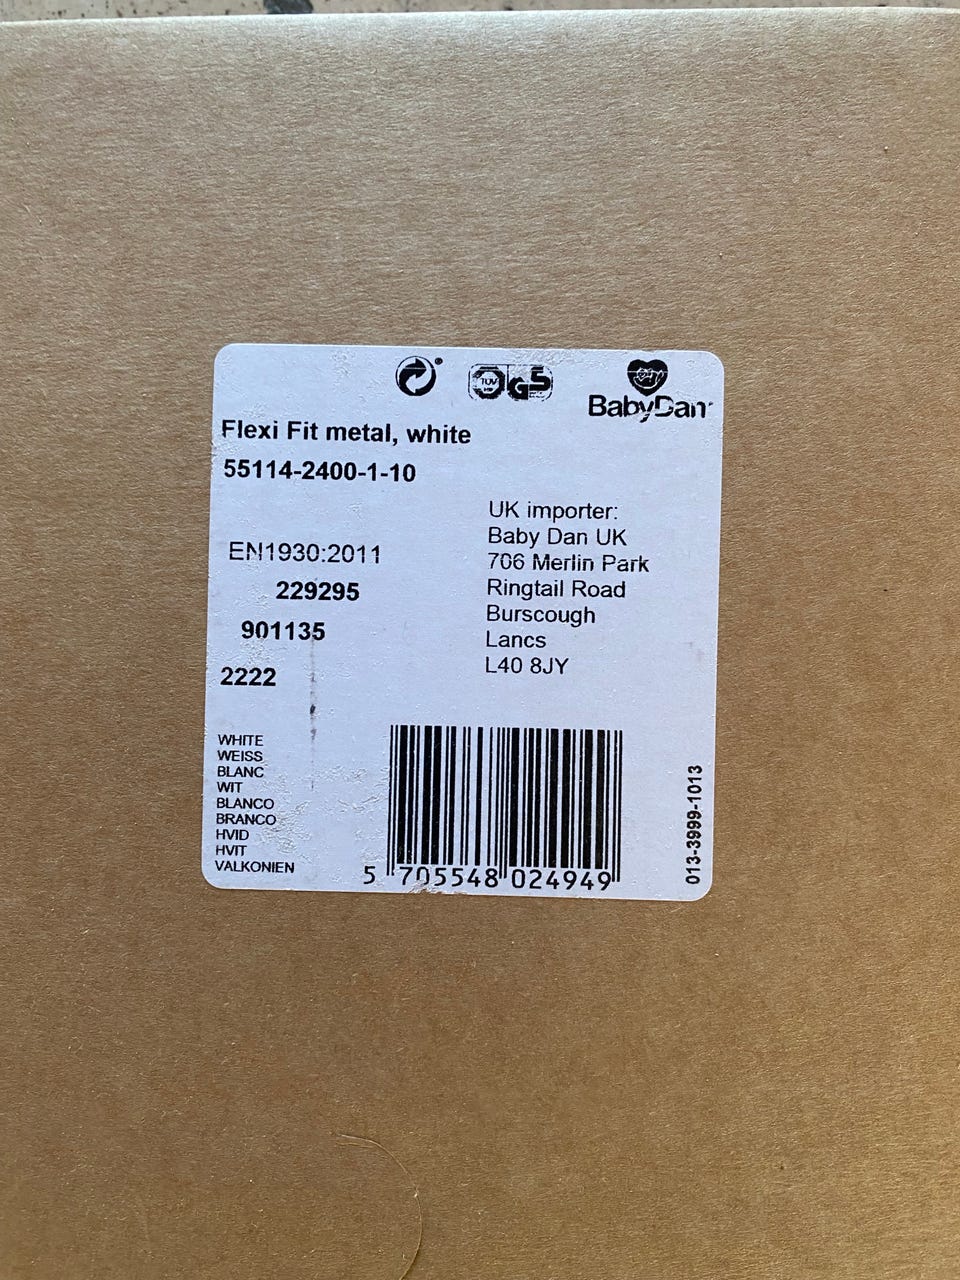 TÜV
GS
BabyDan
Flexi Fit metal, white
55114-2400-1-10
EN1930:2011
229295
901135
2222
UK importer:
Baby Dan UK
706 Merlin Park
Ringtail Road
Burscough
Lancs
L40 8JY
WHITE
WEISS
BLANC
WIT
BLANCO
BRANCO
HVID
HVIT
VALKONIEN
5 705548 024949
013-3999-1013